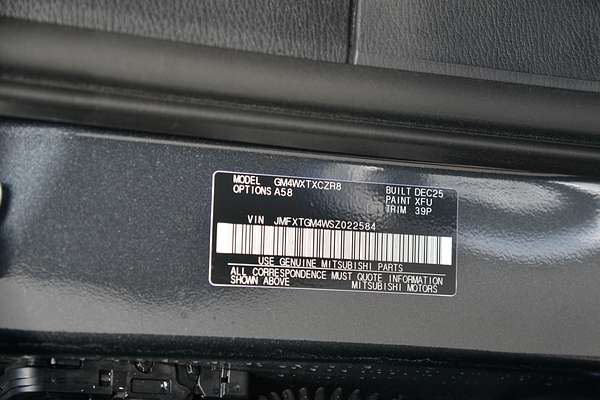 MODEL GM4WXTXCZR8
OPTIONS A58
BUILT DEC25
PAINT XFU
TRIM 39P
VIN JMFXTGM4WSZ022584
USE GENUINE MITSUBISHI PARTS
ALL CORRESPONDENCE MUST QUOTE INFORMATION
SHOWN ABOVE MITSUBISHI MOTORS